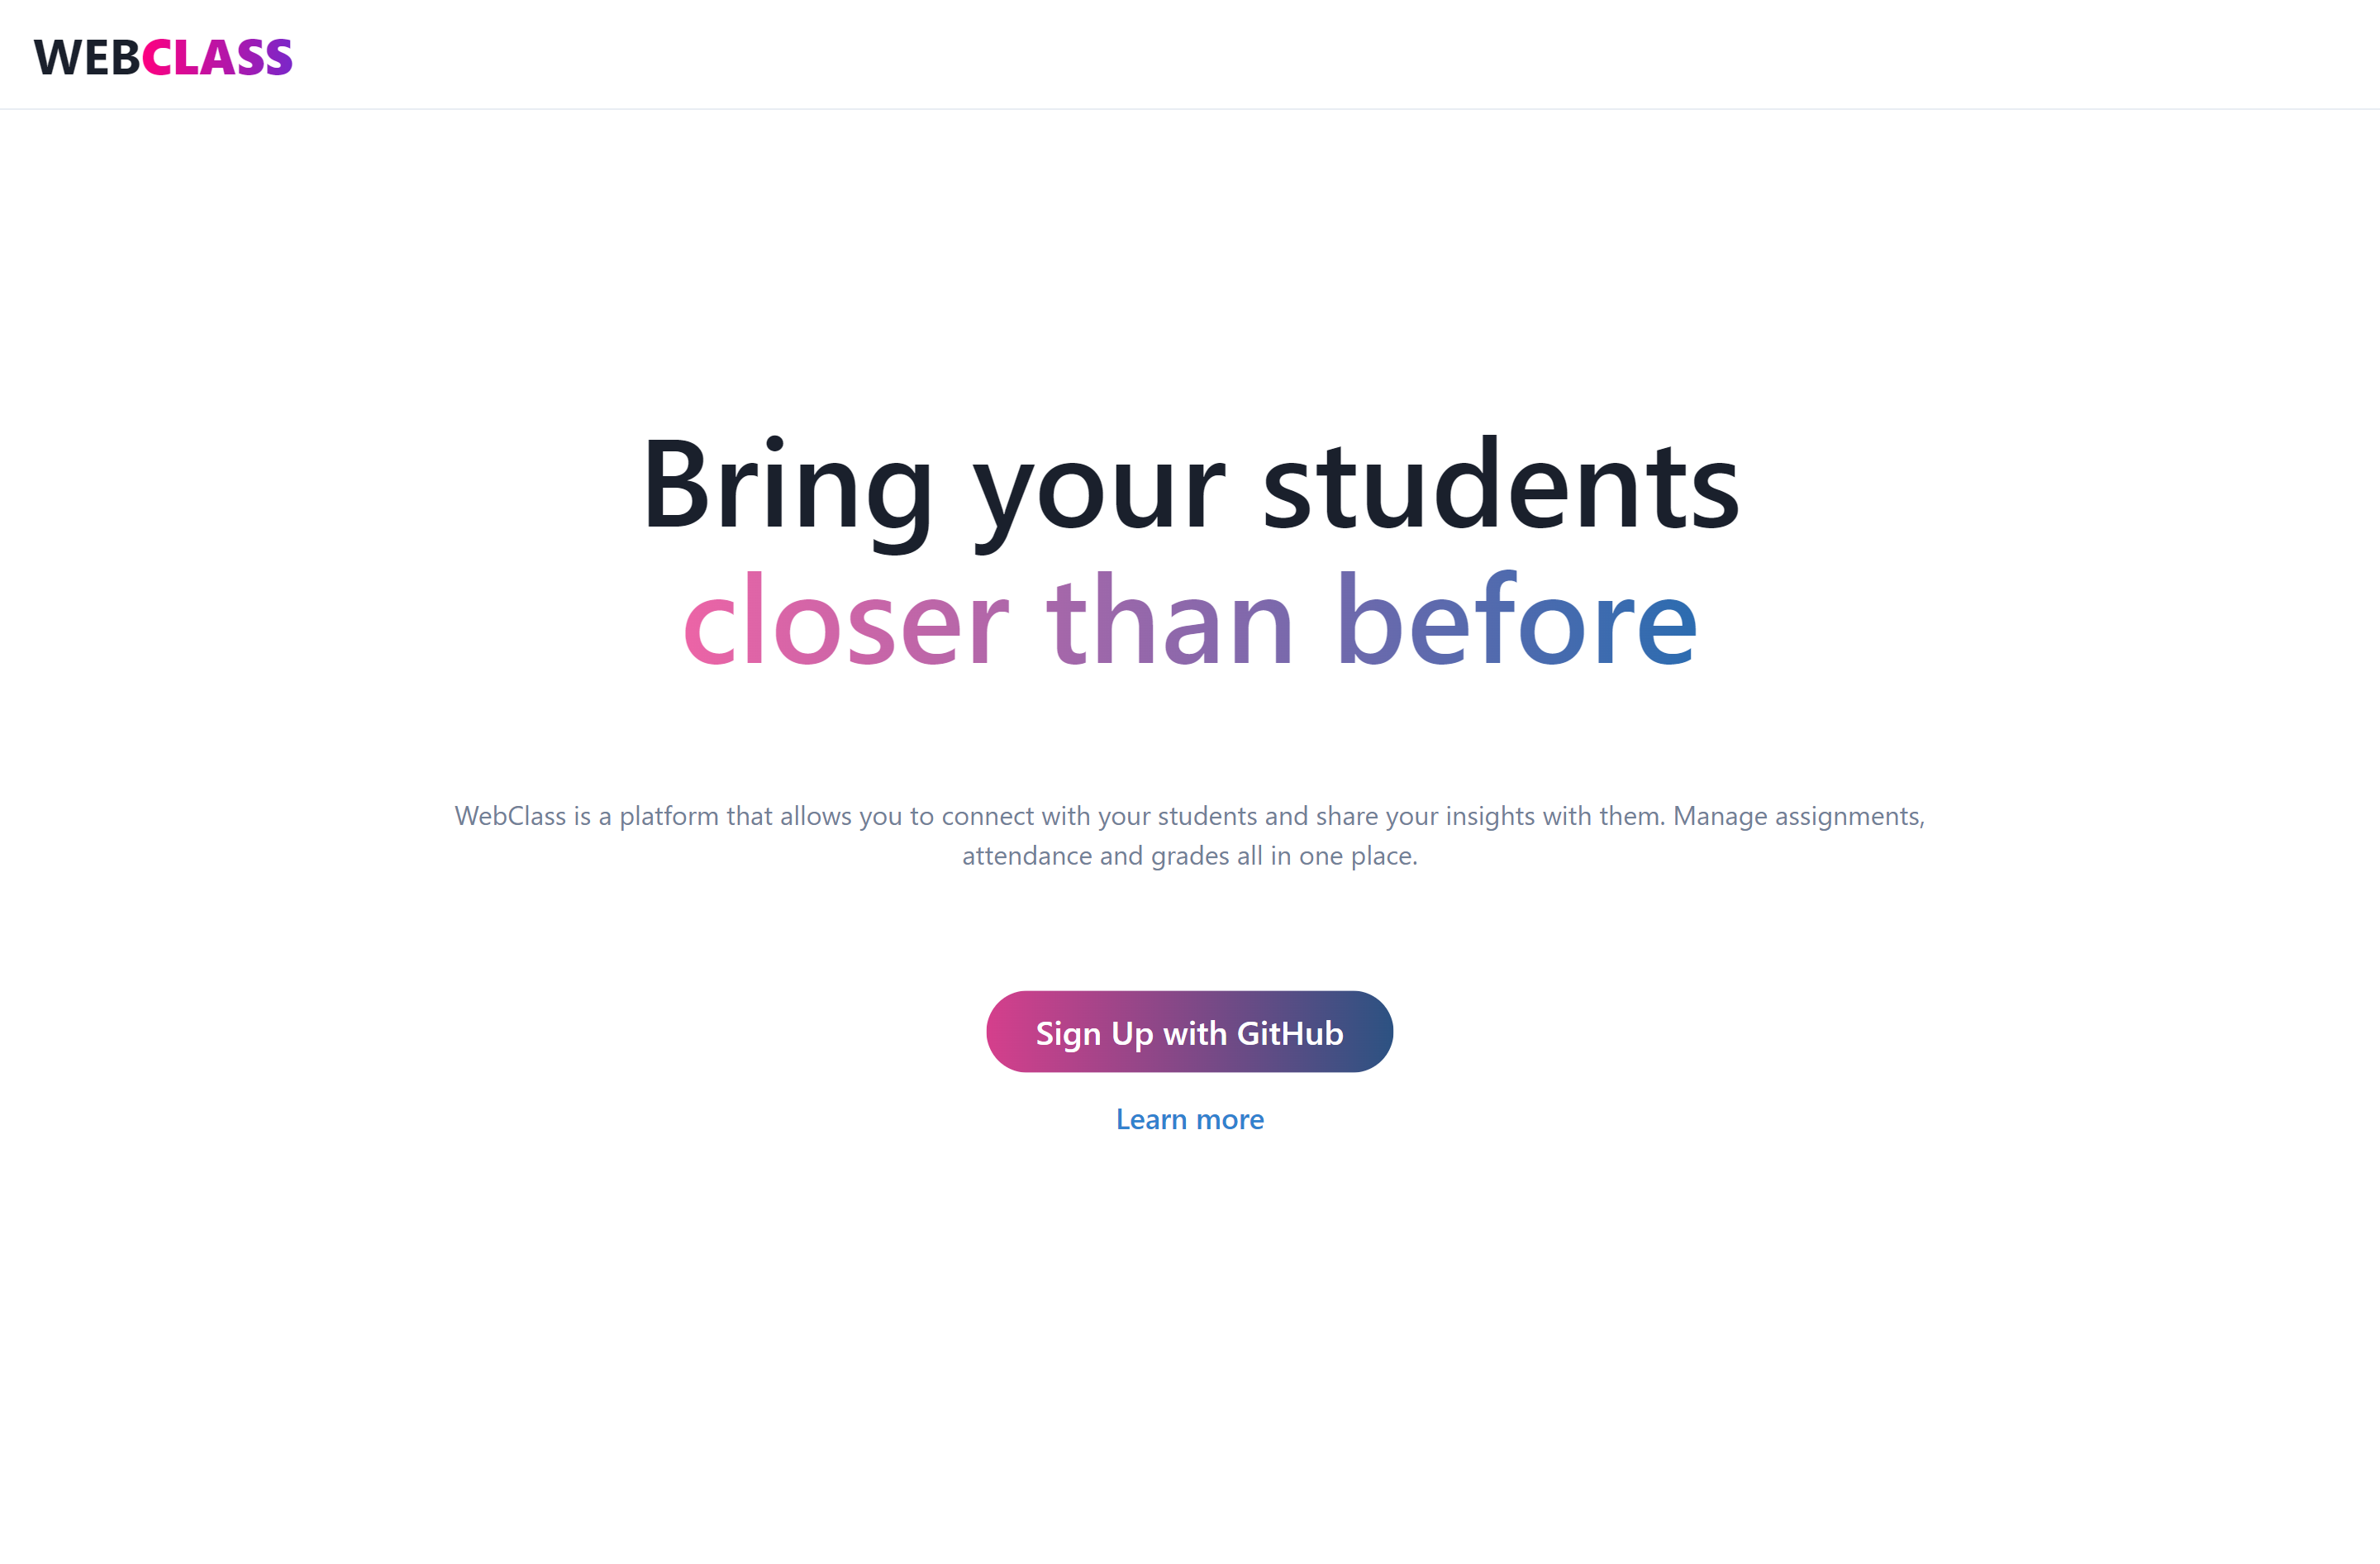 WEBCLASS
Bring your students
closer than before
WebClass is a platform that allows you to connect with your students and share your insights with them. Manage assignments,
attendance and grades all in one place.
Sign Up with GitHub
Learn more